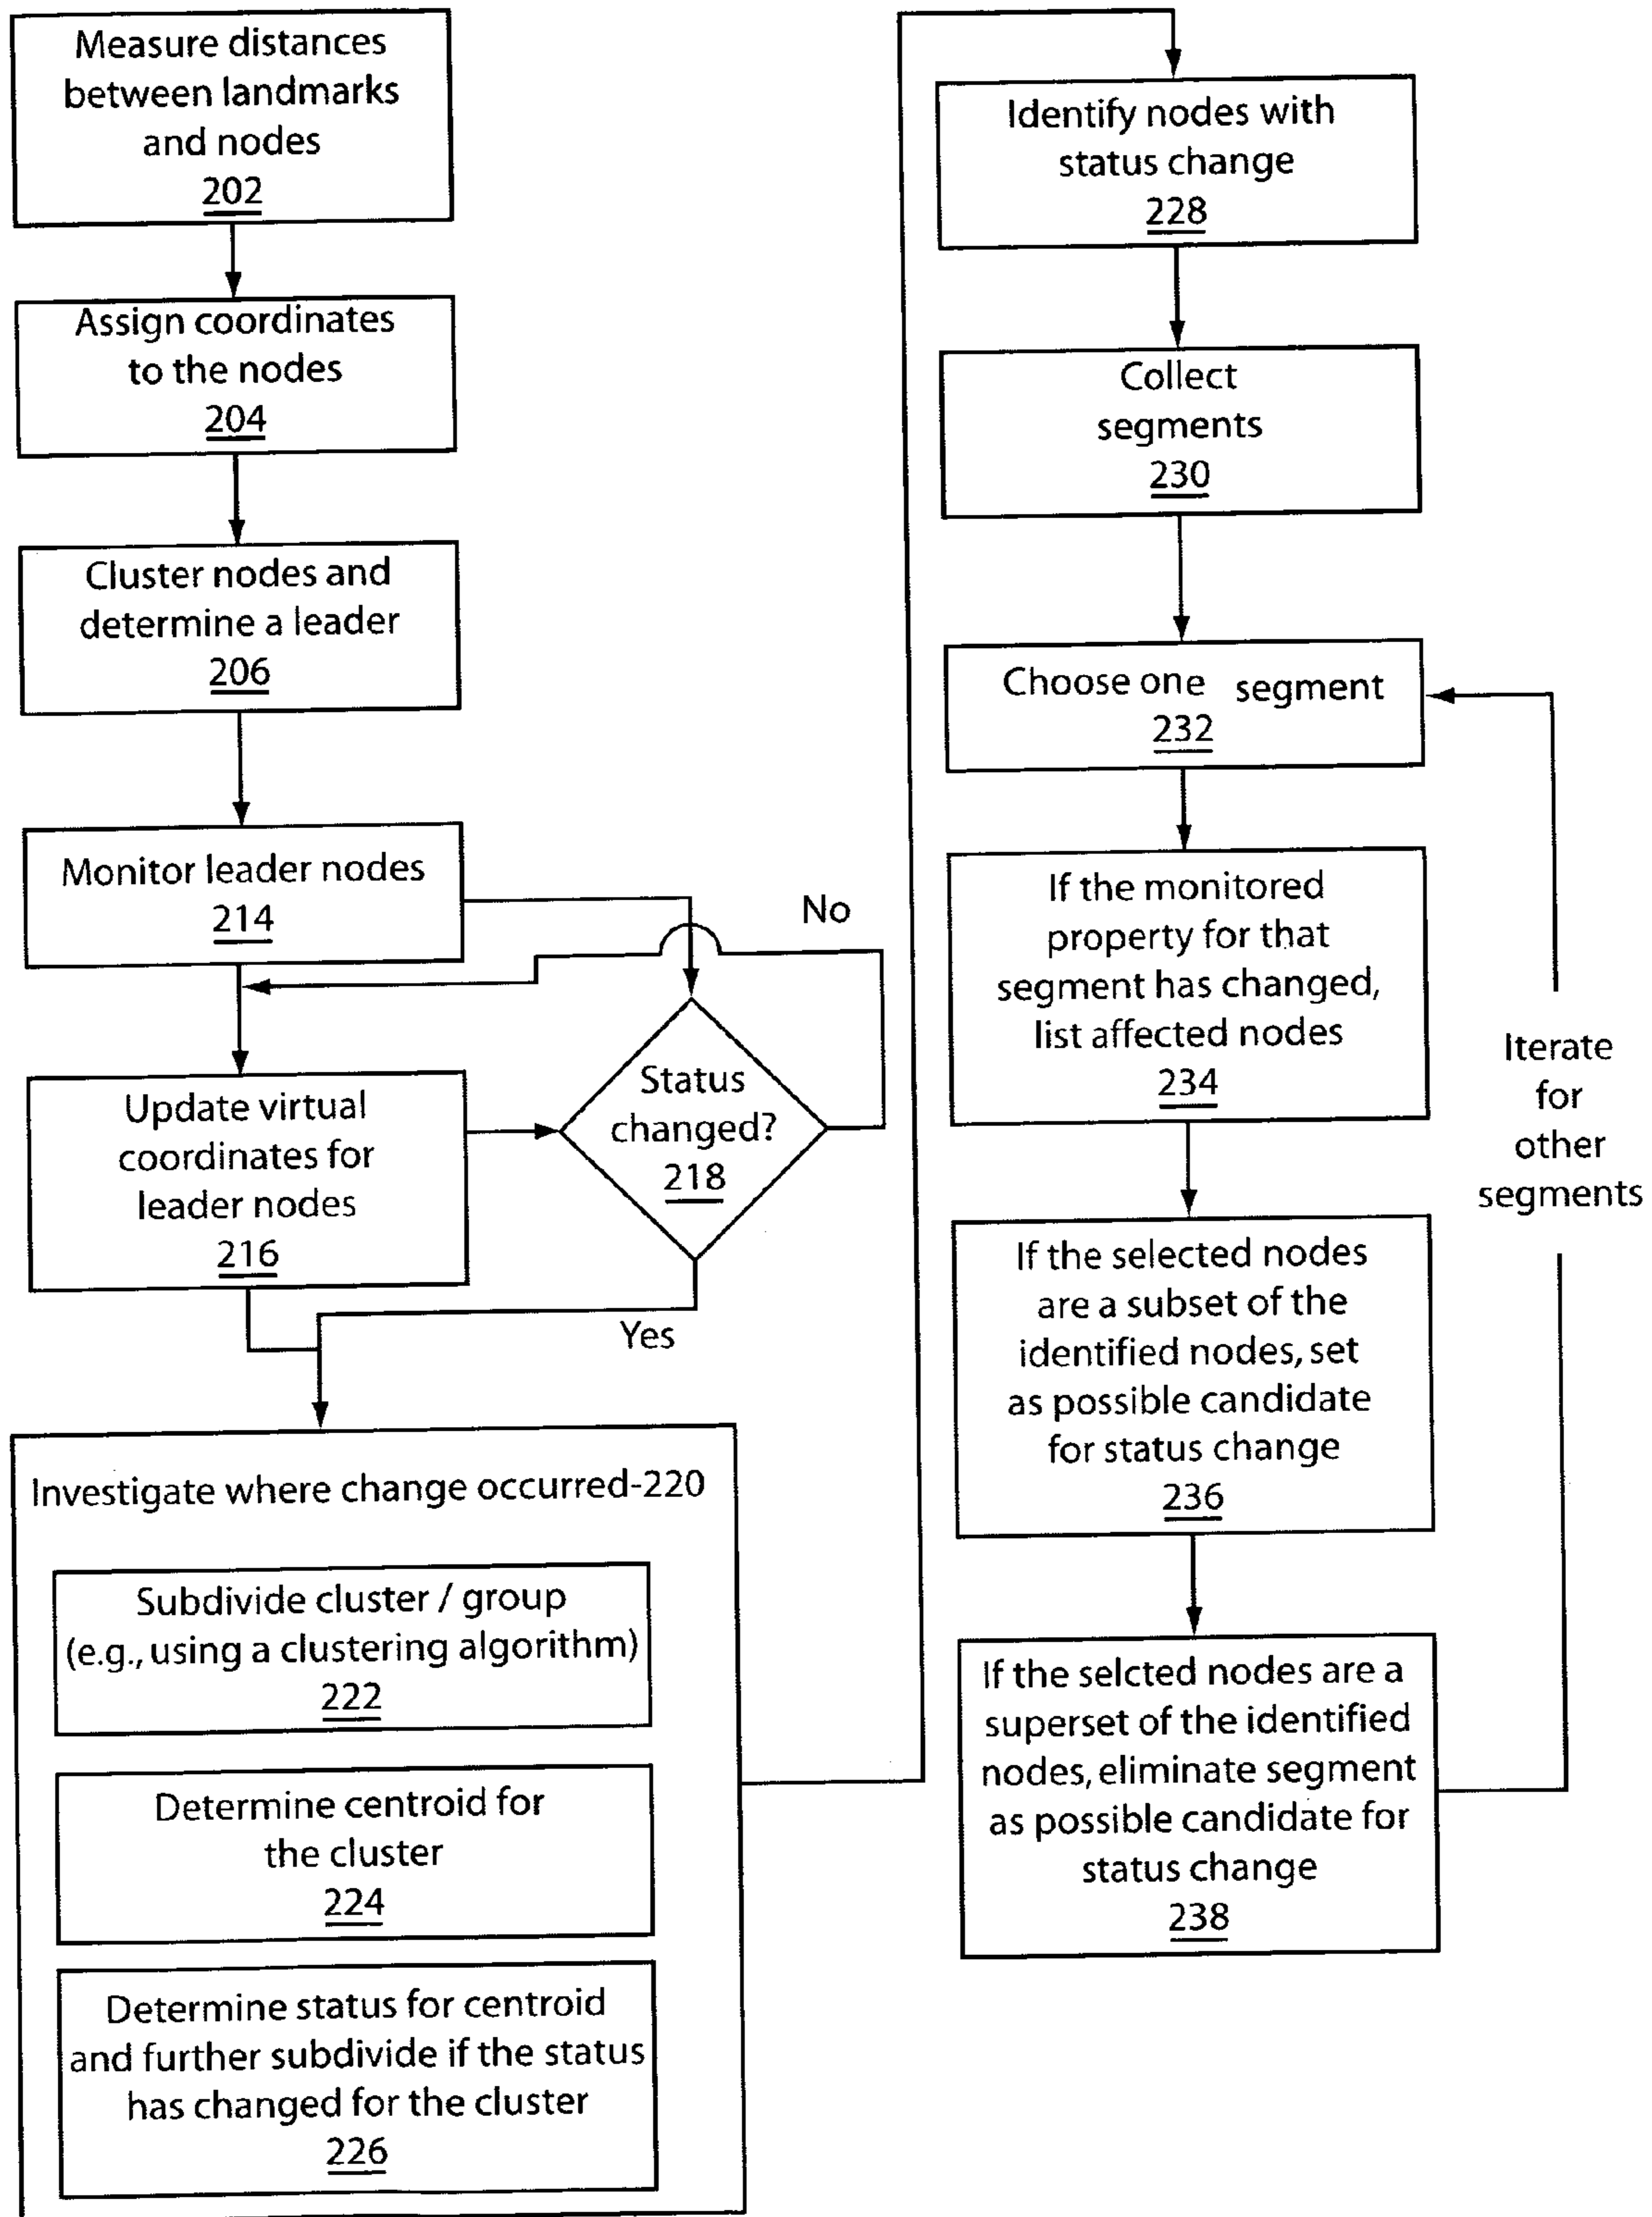 Measure distances
between landmarks
and nodes
202
Assign coordinates
to the nodes
204
Cluster nodes and
determine a leader
206
Monitor leader nodes
214
No
Update virtual
coordinates for
leader nodes
216
Status
changed?
218
Yes
Investigate where change occurred-220
Subdivide cluster / group
(e.g., using a clustering algorithm)
222
Determine centroid for
the cluster
224
Determine status for centroid
and further subdivide if the status
has changed for the cluster
226
Identify nodes with
status change
228
Collect
segments
230
Choose one segment
232
If the monitored
property for that
segment has changed,
list affected nodes
234
If the selected nodes
are a subset of the
identified nodes, set
as possible candidate
for status change
236
If the selcted nodes are a
superset of the identified
nodes, eliminate segment
as possible candidate for
status change
238
Iterate
for
other
segments